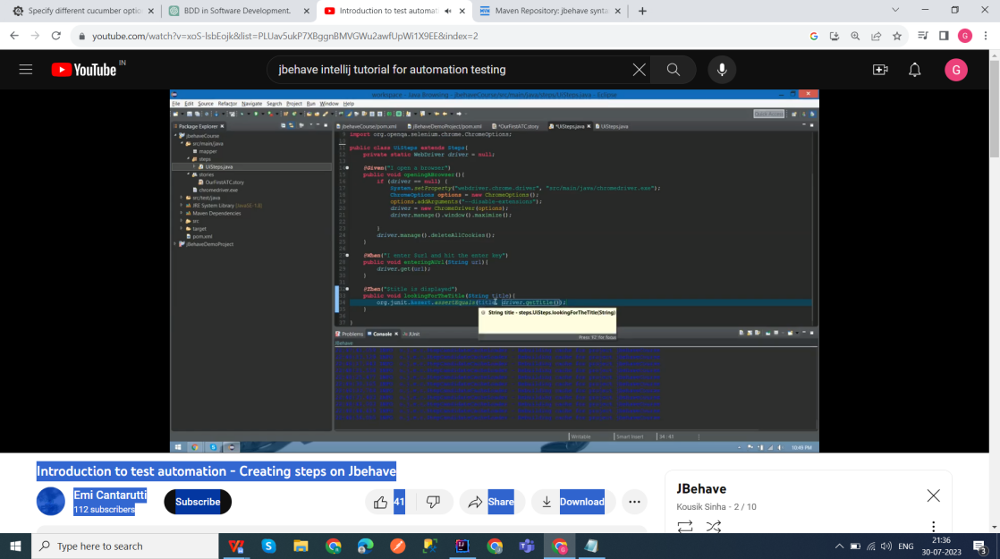 Specify different cucumber optio
BDD in Software Development.
Introduction to test automat
Maven Repository: jbehave synta
youtube.com/watch?v=xoS-lsbEojk&list=PLUav5ukP7XBggnBMVGWu2awfUpWi1X9EE&index=2
G
YouTube IN
jbehave intellij tutorial for automation testing
G
workspace - Java Browsing - jbehaveCourse/src/main/java/steps/UISteps.java - Eclipse
File Edit Source Refactor Navigate Search Project Run Window Help
Quick Access
Package Explorer
jbehaveCourse/pom.xml
jBehaveDemoProject/pom.xml
*OurFirstATC.story
*UISteps.java
UISteps.java
jbehaveCourse
src/main/java
mapper
steps
UISteps.java
stories
OurFirstATC.story
chromedriver.exe
src/test/java
JRE System Library [JavaSE-1.8]
Maven Dependencies
src
target
pom.xml
jBehaveDemoProject
9 import org.openqa.selenium.chrome.ChromeOptions;
10
11 public class UiSteps extends Steps{
12 private static WebDriver driver = null;
13
14 @Given("I open a browser")
15 public void openingABrowser(){
16 if (driver == null) {
17 System.setProperty("webdriver.chrome.driver", "src/main/java/chromedriver.exe");
18 ChromeOptions options = new ChromeOptions();
19 options.addArguments("--disable-extensions");
20 driver = new ChromeDriver(options);
21 driver.manage().window().maximize();
22
23 }
24 driver.manage().deleteAllCookies();
25 }
26
27 @When("I enter $url and hit the enter key")
28 public void enteringAUrl(String url){
29 driver.get(url);
30 }
31
32 @Then("$title is displayed")
33 public void lookingForTheTitle(String title){
34 org.junit.Assert.assertEquals(title, driver.getTitle());
35 }
36
37 }
String title - steps.UISteps.lookingForTheTitle(String)
Press 'F2' for focus
Problems Console JUnit
jBehave
Writable Smart Insert 34 : 43
10:49 PM
Introduction to test automation - Creating steps on Jbehave
Emi Cantarutti
112 subscribers
Subscribe
41
Share
Download
JBehave
Kousik Sinha - 2 / 10
Type here to search
ENG
21:36
30-07-2023
3